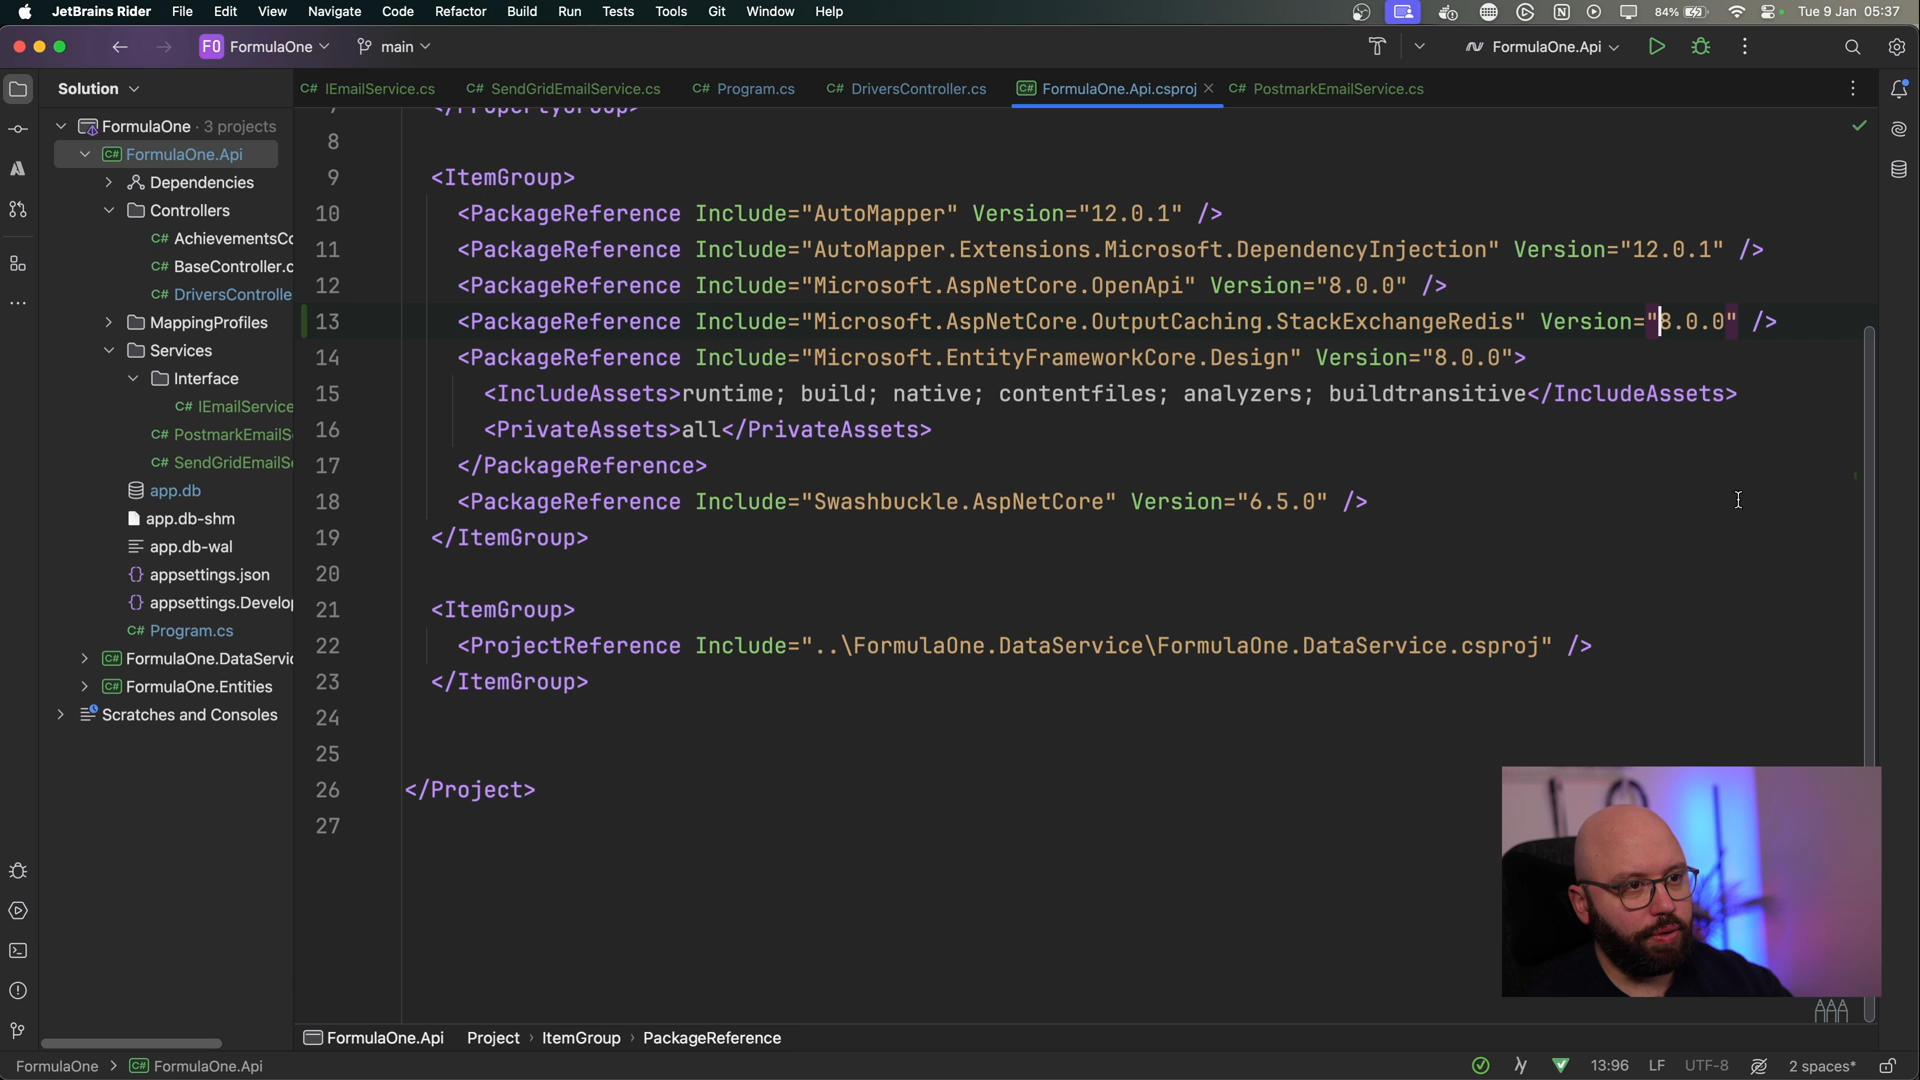 JetBrains Rider File Edit View Navigate Code Refactor Build Run Tests Tools Git Window Help 84% Tue 9 Jan 05:37
FO FormulaOne main FormulaOne.Api
Solution
C# IEmailService.cs C# SendGridEmailService.cs C# Program.cs C# DriversController.cs C# FormulaOne.Api.csproj C# PostmarkEmailService.cs
FormulaOne · 3 projects
C# FormulaOne.Api
Dependencies
Controllers
C# AchievementsCo
C# BaseController.c
C# DriversControlle
MappingProfiles
Services
Interface
C# IEmailService
C# PostmarkEmailS
C# SendGridEmailS
app.db
app.db-shm
app.db-wal
appsettings.json
appsettings.Develo
C# Program.cs
C# FormulaOne.DataServic
C# FormulaOne.Entities
Scratches and Consoles
7 </PropertyGroup>
8
9 <ItemGroup>
10 <PackageReference Include="AutoMapper" Version="12.0.1" />
11 <PackageReference Include="AutoMapper.Extensions.Microsoft.DependencyInjection" Version="12.0.1" />
12 <PackageReference Include="Microsoft.AspNetCore.OpenApi" Version="8.0.0" />
13 <PackageReference Include="Microsoft.AspNetCore.OutputCaching.StackExchangeRedis" Version="8.0.0" />
14 <PackageReference Include="Microsoft.EntityFrameworkCore.Design" Version="8.0.0">
15 <IncludeAssets>runtime; build; native; contentfiles; analyzers; buildtransitive</IncludeAssets>
16 <PrivateAssets>all</PrivateAssets>
17 </PackageReference>
18 <PackageReference Include="Swashbuckle.AspNetCore" Version="6.5.0" />
19 </ItemGroup>
20
21 <ItemGroup>
22 <ProjectReference Include="..\FormulaOne.DataService\FormulaOne.DataService.csproj" />
23 </ItemGroup>
24
25
26 </Project>
27
FormulaOne.Api Project › ItemGroup › PackageReference
FormulaOne > C# FormulaOne.Api 13:96 LF UTF-8 2 spaces*